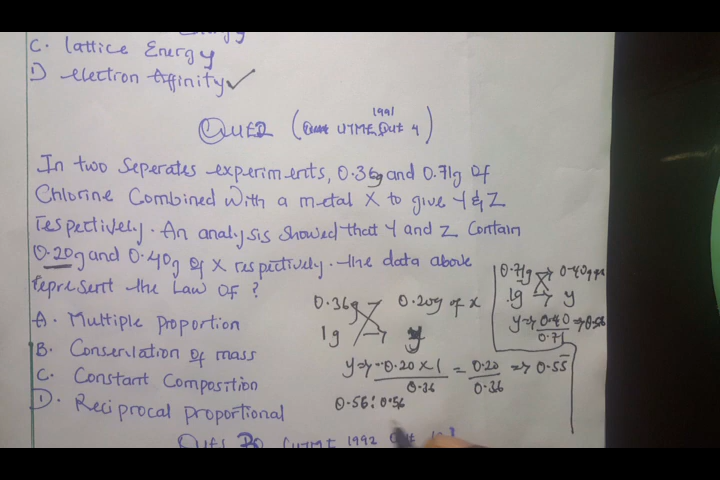 C. lattice Energy
D electron Affinity ✓
QUE2 ( UTME QUE 4)
1991
In two seperates experiments, 0.36g and 0.71g Of
Chlorine Combined with a metal X to give Y & Z
respectively. An analysis showed that Y and Z Contain
0.20g and 0.40g of X respectively. the data above
represent the Law OF ?
A. Multiple Proportion
B. Conservation of mass
C. Constant Composition
D. Reciprocal proportional
0.36g → 0.20g of x
1g → y
y => 0.20 x 1 / 0.36 = 0.20 / 0.36 => 0.55
0.56 : 0.56
0.71g → 0.40g
1g → y
y => 0.40 / 0.71 => 0.56
1992